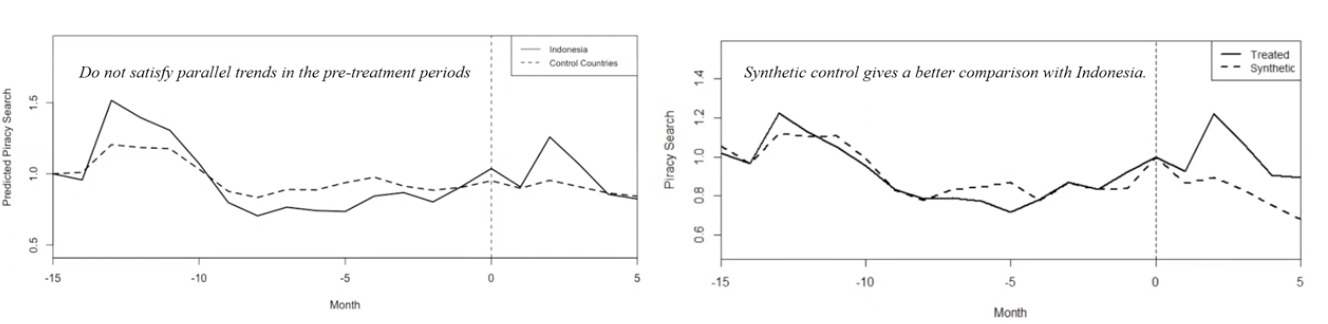 Indonesia
Control Countries
Do not satisfy parallel trends in the pre-treatment periods
Predicted Piracy Search
1.5
1.0
0.5
-15
-10
-5
0
5
Month
Treated
Synthetic
Synthetic control gives a better comparison with Indonesia.
Piracy Search
1.4
1.2
1.0
0.8
0.6
-15
-10
-5
0
5
Month